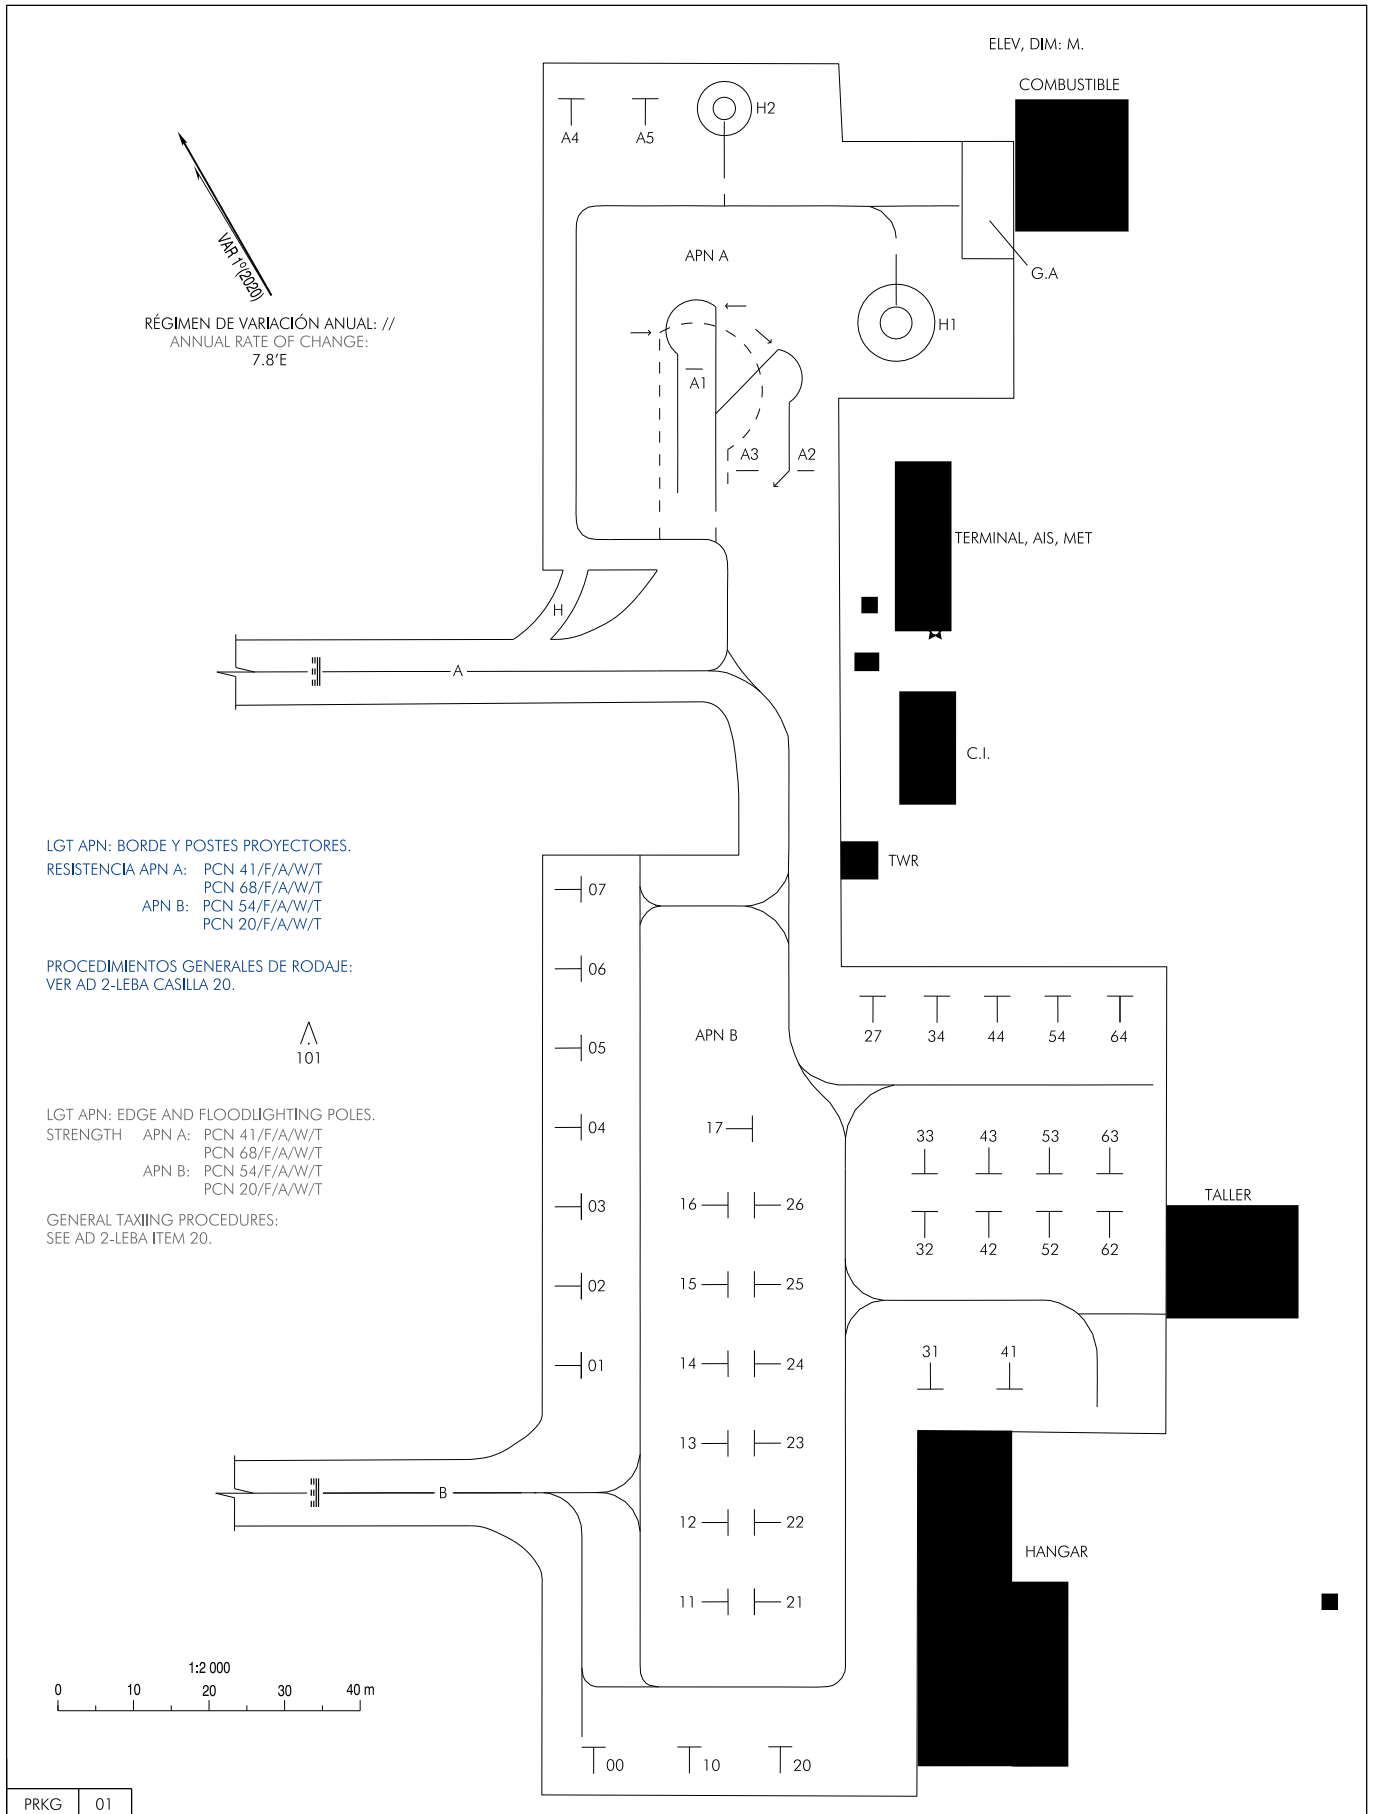 ELEV, DIM: M.
COMBUSTIBLE
A4
A5
H2
VAR 1º(2020)
RÉGIMEN DE VARIACIÓN ANUAL: //
ANNUAL RATE OF CHANGE:
7.8'E
APN A
G.A
H1
A1
A3
A2
TERMINAL, AIS, MET
H
A
C.I.
TWR
LGT APN: BORDE Y POSTES PROYECTORES.
RESISTENCIA APN A: PCN 41/F/A/W/T
PCN 68/F/A/W/T
APN B: PCN 54/F/A/W/T
PCN 20/F/A/W/T
PROCEDIMIENTOS GENERALES DE RODAJE:
VER AD 2-LEBA CASILLA 20.
101
LGT APN: EDGE AND FLOODLIGHTING POLES.
STRENGTH APN A: PCN 41/F/A/W/T
PCN 68/F/A/W/T
APN B: PCN 54/F/A/W/T
PCN 20/F/A/W/T
GENERAL TAXIING PROCEDURES:
SEE AD 2-LEBA ITEM 20.
07
06
05
04
03
02
01
APN B
17
16 26
15 25
14 24
13 23
12 22
11 21
27 34 44 54 64
33 43 53 63
32 42 52 62
TALLER
31 41
B
HANGAR
1:2 000
0 10 20 30 40 m
00 10 20
PRKG 01